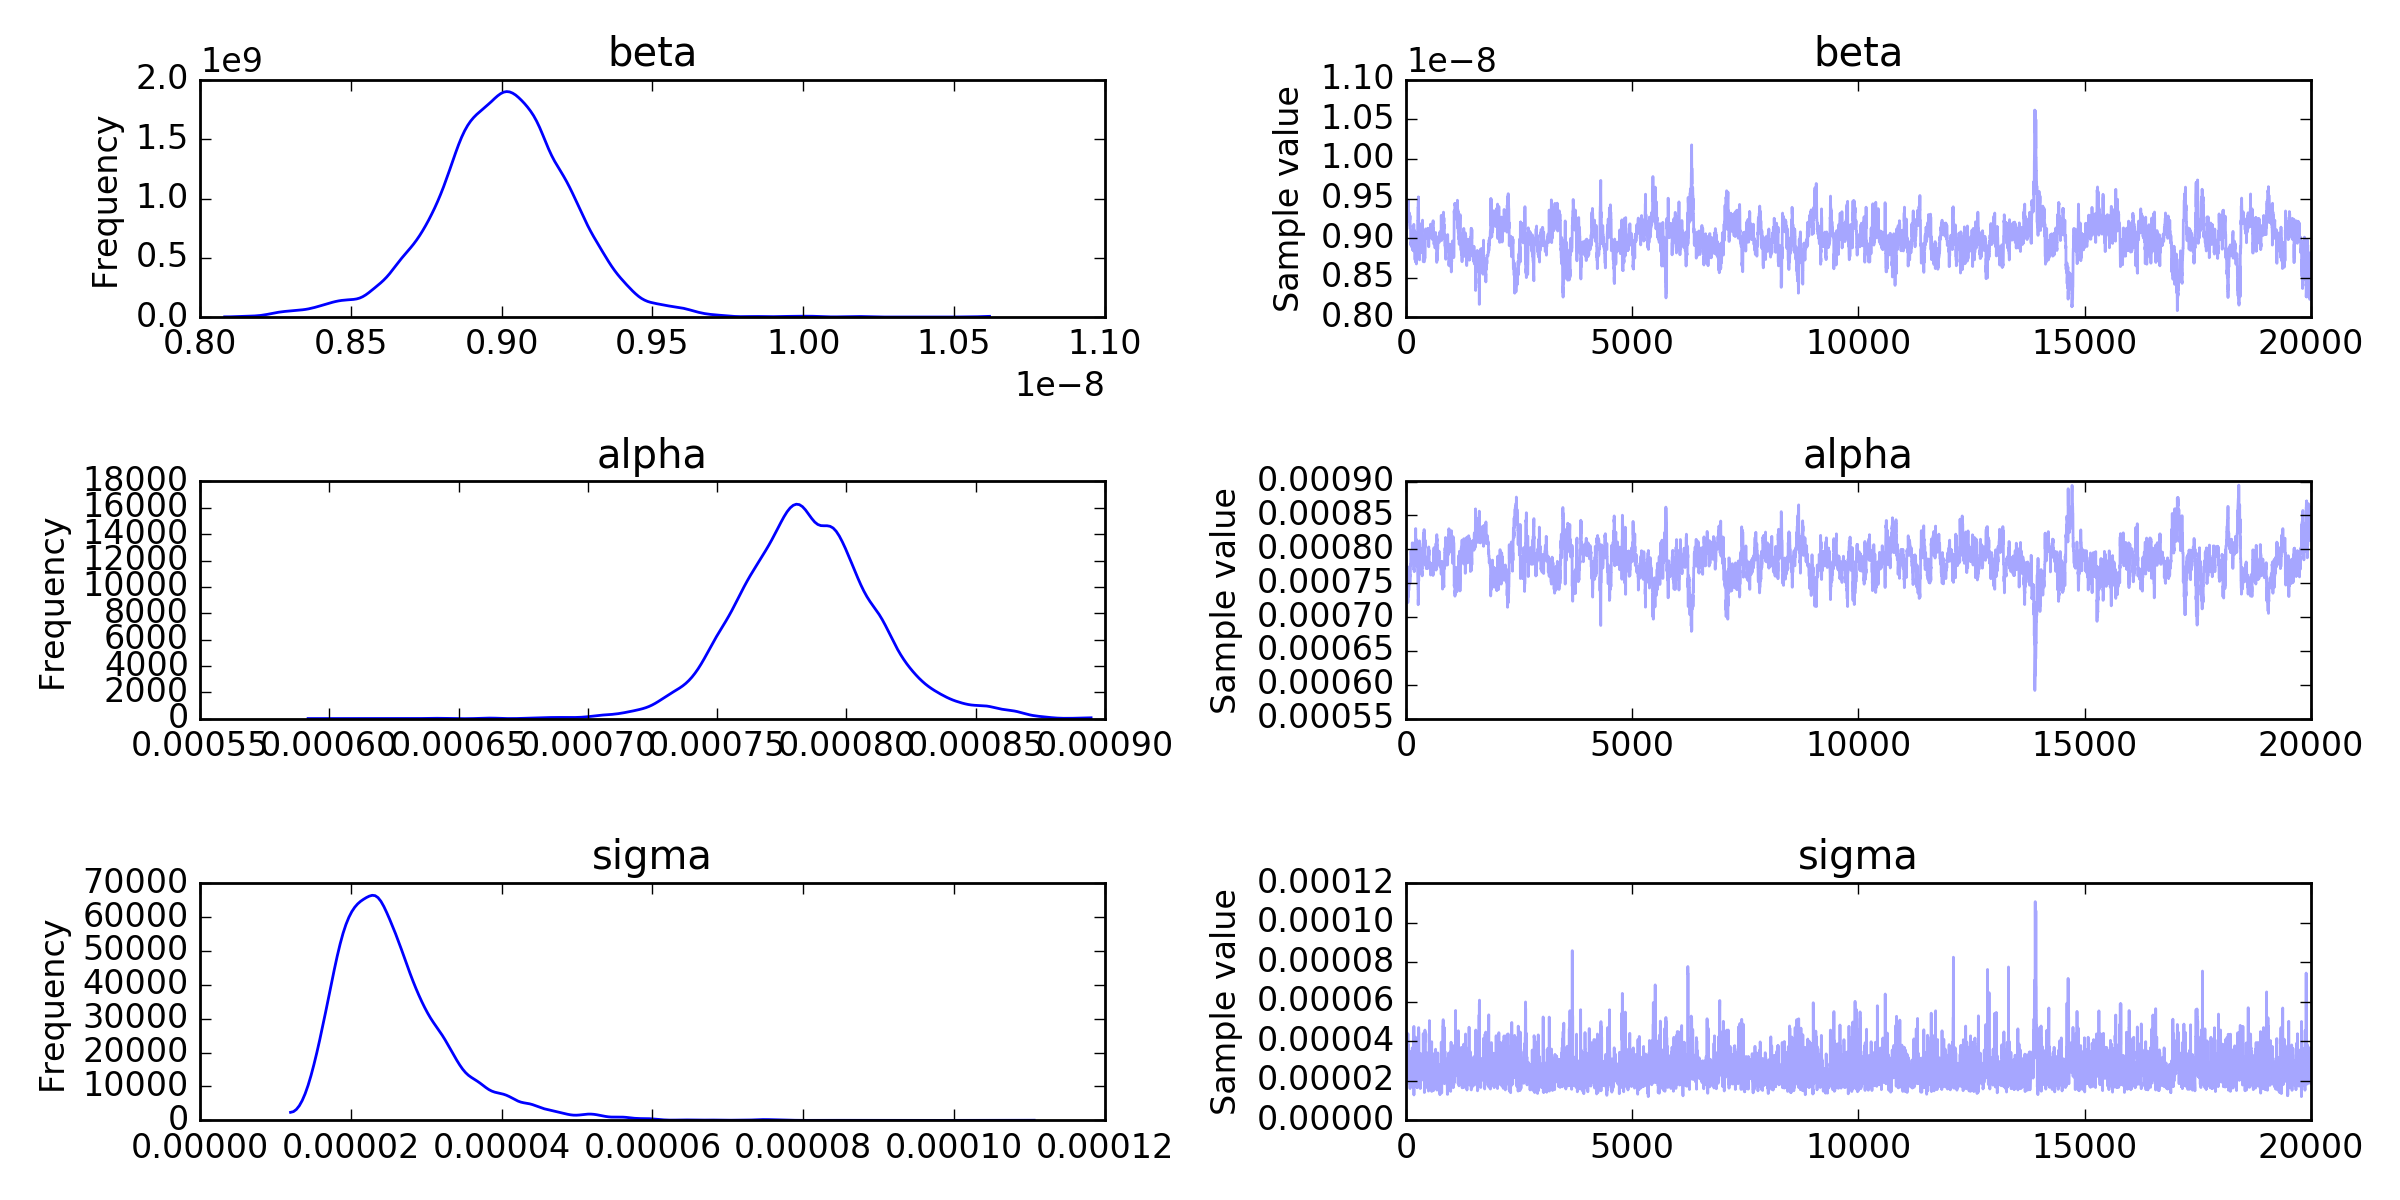 beta
1e9
Frequency
2.0
1.5
1.0
0.5
0.0
0.80 0.85 0.90 0.95 1.00 1.05 1.10
1e−8
beta
1e−8
Sample value
1.10
1.05
1.00
0.95
0.90
0.85
0.80
0 5000 10000 15000 20000
alpha
Frequency
18000
16000
14000
12000
10000
8000
6000
4000
2000
0
0.00055 0.00060 0.00065 0.00070 0.00075 0.00080 0.00085 0.00090
alpha
Sample value
0.00090
0.00085
0.00080
0.00075
0.00070
0.00065
0.00060
0.00055
0 5000 10000 15000 20000
sigma
Frequency
70000
60000
50000
40000
30000
20000
10000
0
0.00000 0.00002 0.00004 0.00006 0.00008 0.00010 0.00012
sigma
Sample value
0.00012
0.00010
0.00008
0.00006
0.00004
0.00002
0.00000
0 5000 10000 15000 20000